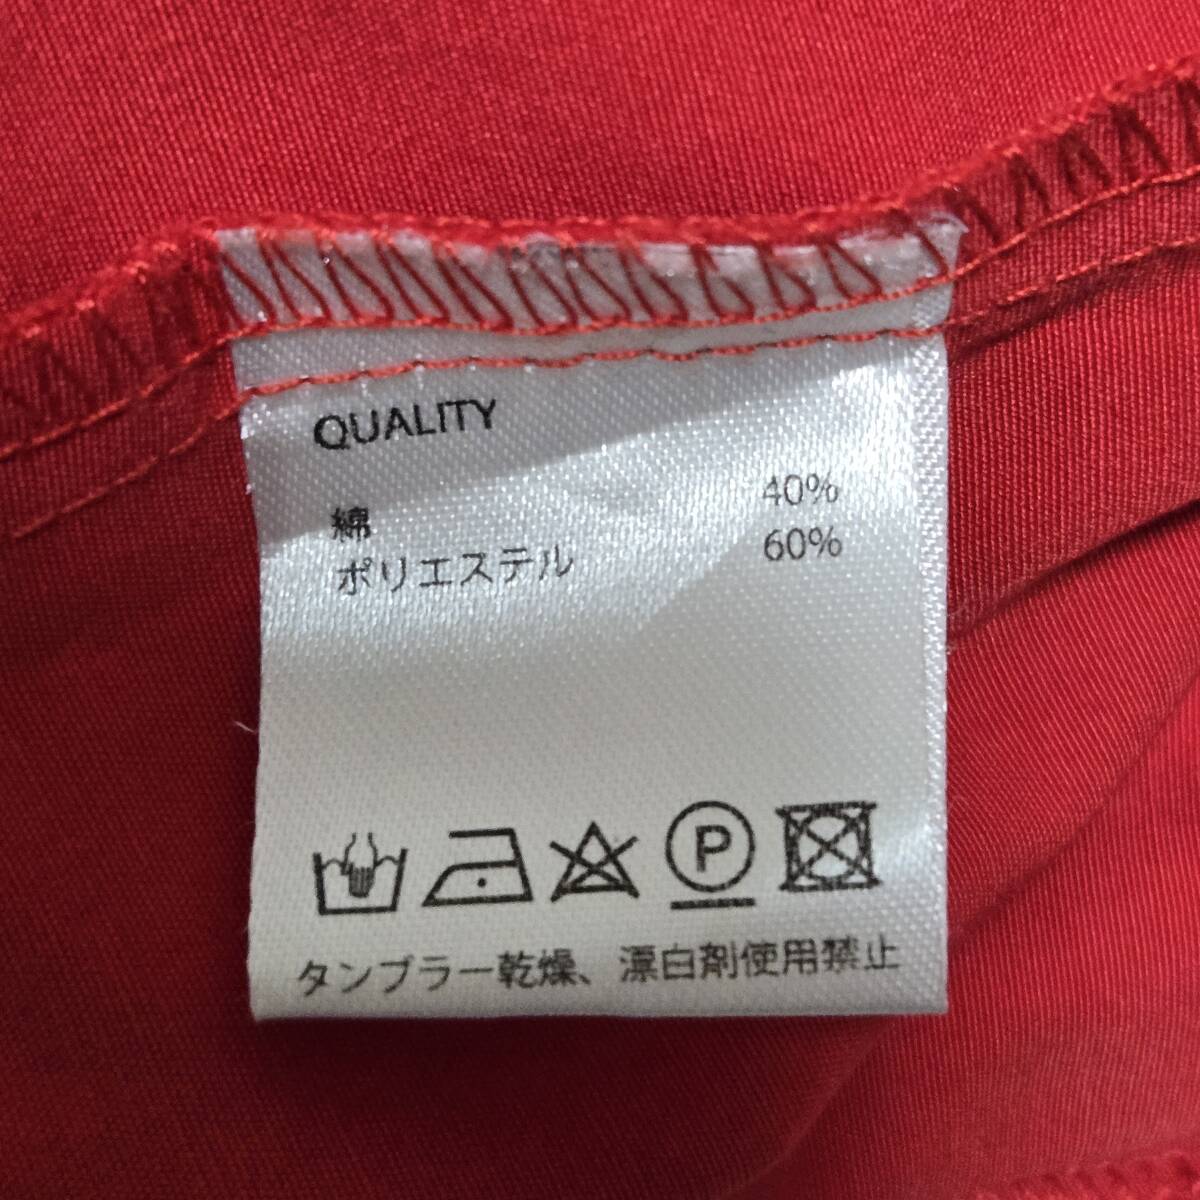 QUALITY
綿 40%
ポリエステル 60%
P
タンブラー乾燥、漂白剤使用禁止